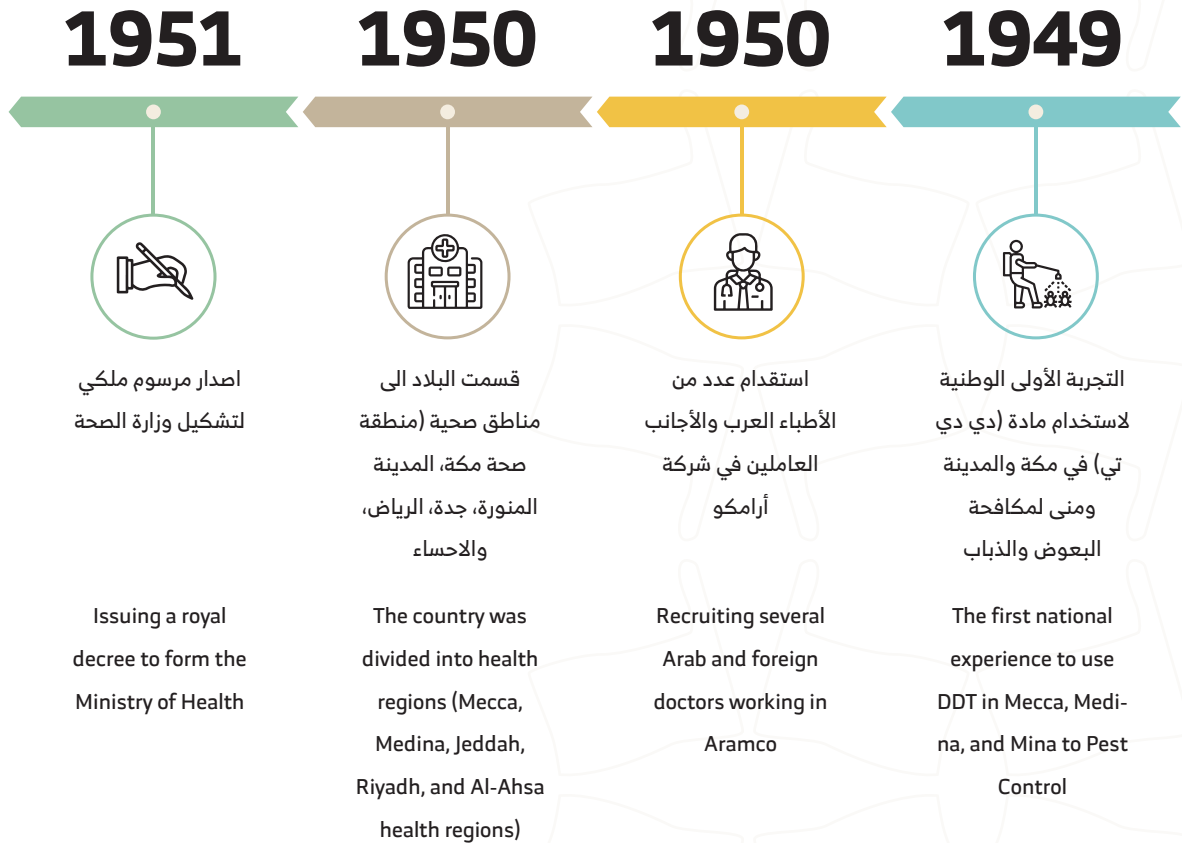 1949
التجربة الأولى الوطنية
لاستخدام مادة (دي دي
تي) في مكة والمدينة
ومنى لمكافحة
البعوض والذباب
The first national
experience to use
DDT in Mecca, Medi-
na, and Mina to Pest
Control
1950
استقدام عدد من
الأطباء العرب والأجانب
العاملين في شركة
أرامكو
Recruiting several
Arab and foreign
doctors working in
Aramco
1950
قسمت البلاد الى
مناطق صحية (منطقة
صحة مكة، المدينة
المنورة، جدة، الرياض،
والاحساء
The country was
divided into health
regions (Mecca,
Medina, Jeddah,
Riyadh, and Al-Ahsa
health regions)
1951
اصدار مرسوم ملكي
لتشكيل وزارة الصحة
Issuing a royal
decree to form the
Ministry of Health